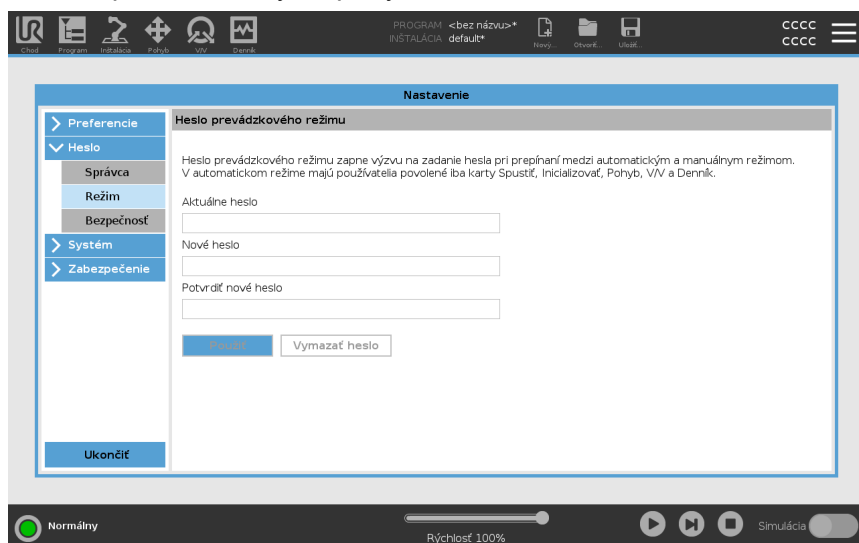 PROGRAM <bez názvu>*
INŠTALÁCIA default*
Chod Program Inštalácia Pohyb V/V Denník Nový... Otvoriť... Uložiť...
CCCC
CCCC
Nastavenie
Preferencie
Heslo
Správca
Režim
Bezpečnosť
Systém
Zabezpečenie
Ukončiť
Heslo prevádzkového režimu
Heslo prevádzkového režimu zapne výzvu na zadanie hesla pri prepínaní medzi automatickým a manuálnym režimom.
V automatickom režime majú používatelia povolené iba karty Spustiť, Inicializovať, Pohyb, V/V a Denník.
Aktuálne heslo
Nové heslo
Potvrdiť nové heslo
Použiť Vymazať heslo
Normálny
Rýchlosť 100%
Simulácia